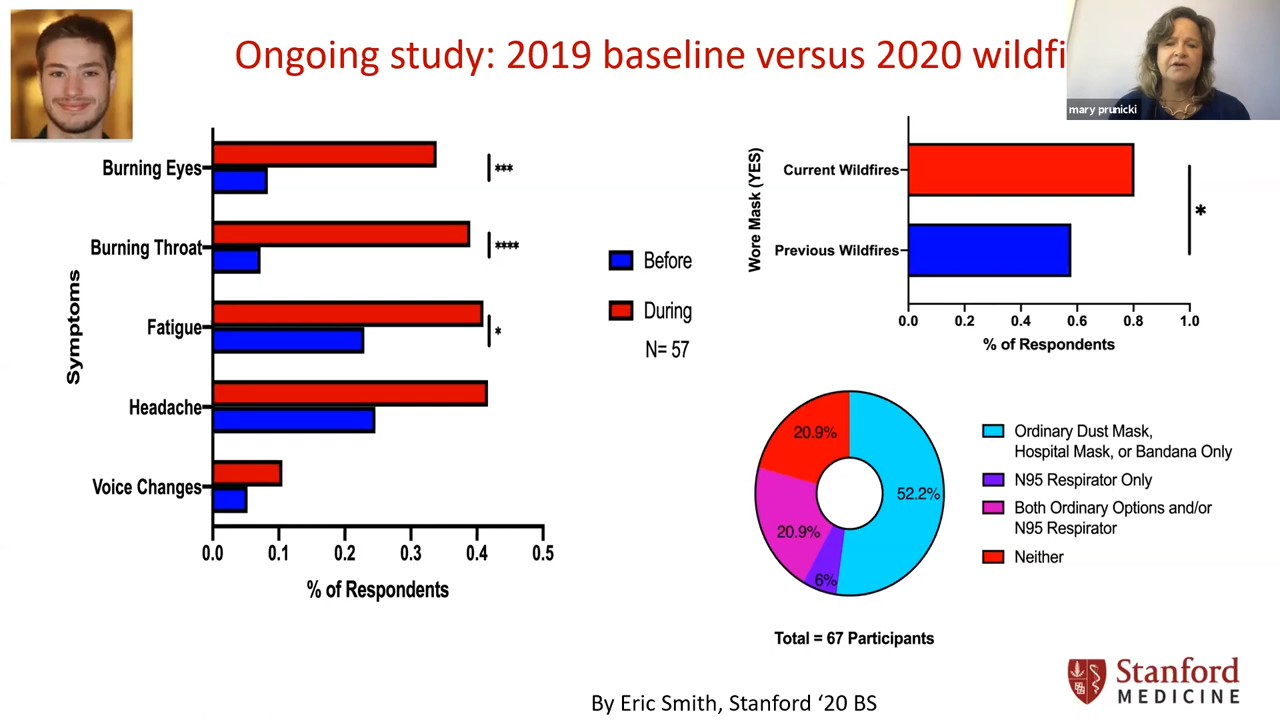 Ongoing study: 2019 baseline versus 2020 wildfi
mary prunicki
Symptoms
Burning Eyes
***
Burning Throat
****
Fatigue
*
Headache
Voice Changes
0.0 0.1 0.2 0.3 0.4 0.5
% of Respondents
Before
During
N= 57
Wore Mask (YES)
Current Wildfires
Previous Wildfires
*
0.0 0.2 0.4 0.6 0.8 1.0
% of Respondents
20.9%
52.2%
20.9%
6%
Ordinary Dust Mask,
Hospital Mask, or Bandana Only
N95 Respirator Only
Both Ordinary Options and/or
N95 Respirator
Neither
Total = 67 Participants
By Eric Smith, Stanford ‘20 BS
Stanford
MEDICINE